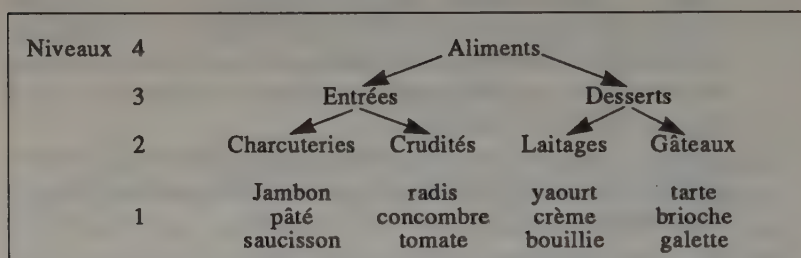 Niveaux 4 Aliments
3 Entrées Desserts
2 Charcuteries Crudités Laitages Gâteaux
Jambon radis yaourt tarte
1 pâté concombre crème brioche
saucisson tomate bouillie galette